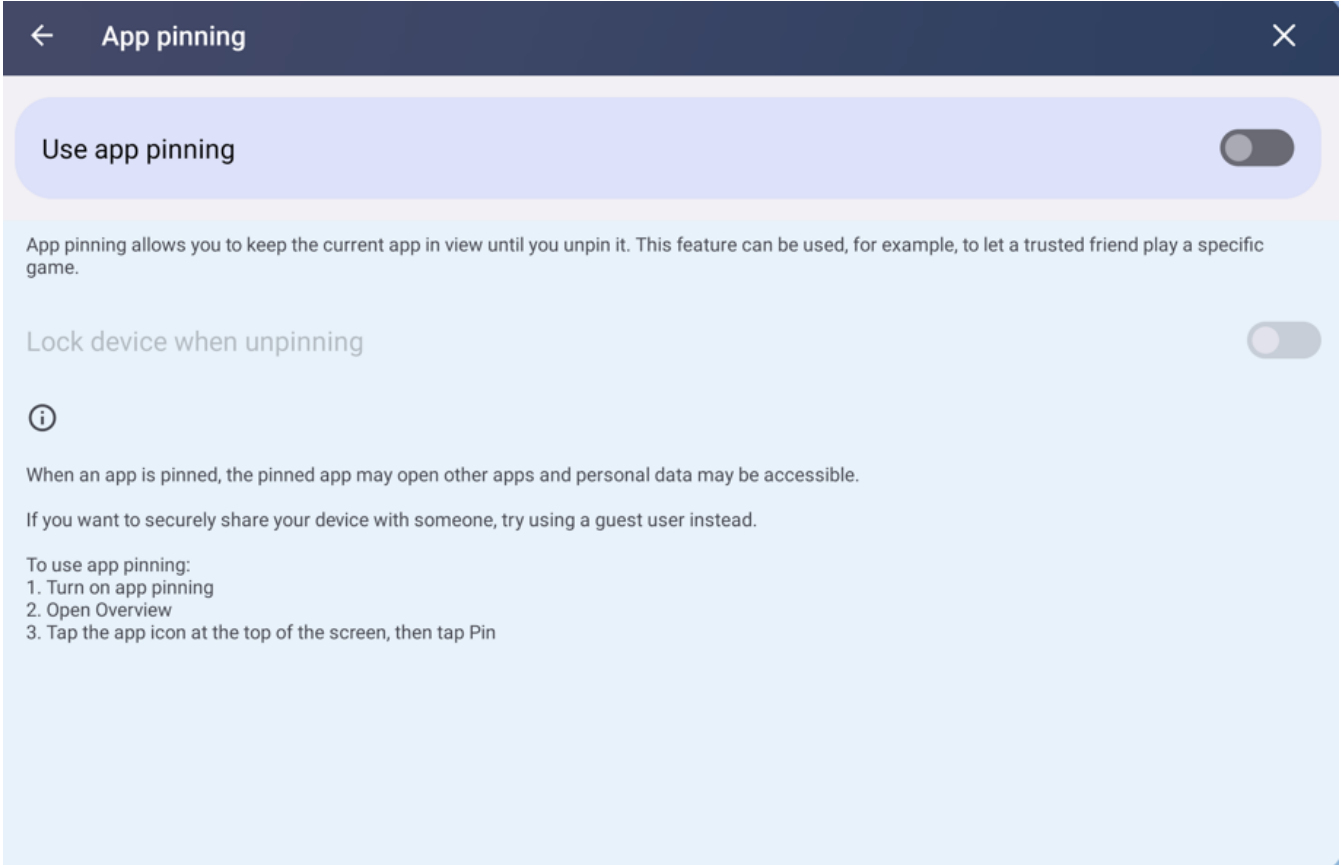 App pinning
Use app pinning
App pinning allows you to keep the current app in view until you unpin it. This feature can be used, for example, to let a trusted friend play a specific
game.
Lock device when unpinning
When an app is pinned, the pinned app may open other apps and personal data may be accessible.
If you want to securely share your device with someone, try using a guest user instead.
To use app pinning:
1. Turn on app pinning
2. Open Overview
3. Tap the app icon at the top of the screen, then tap Pin